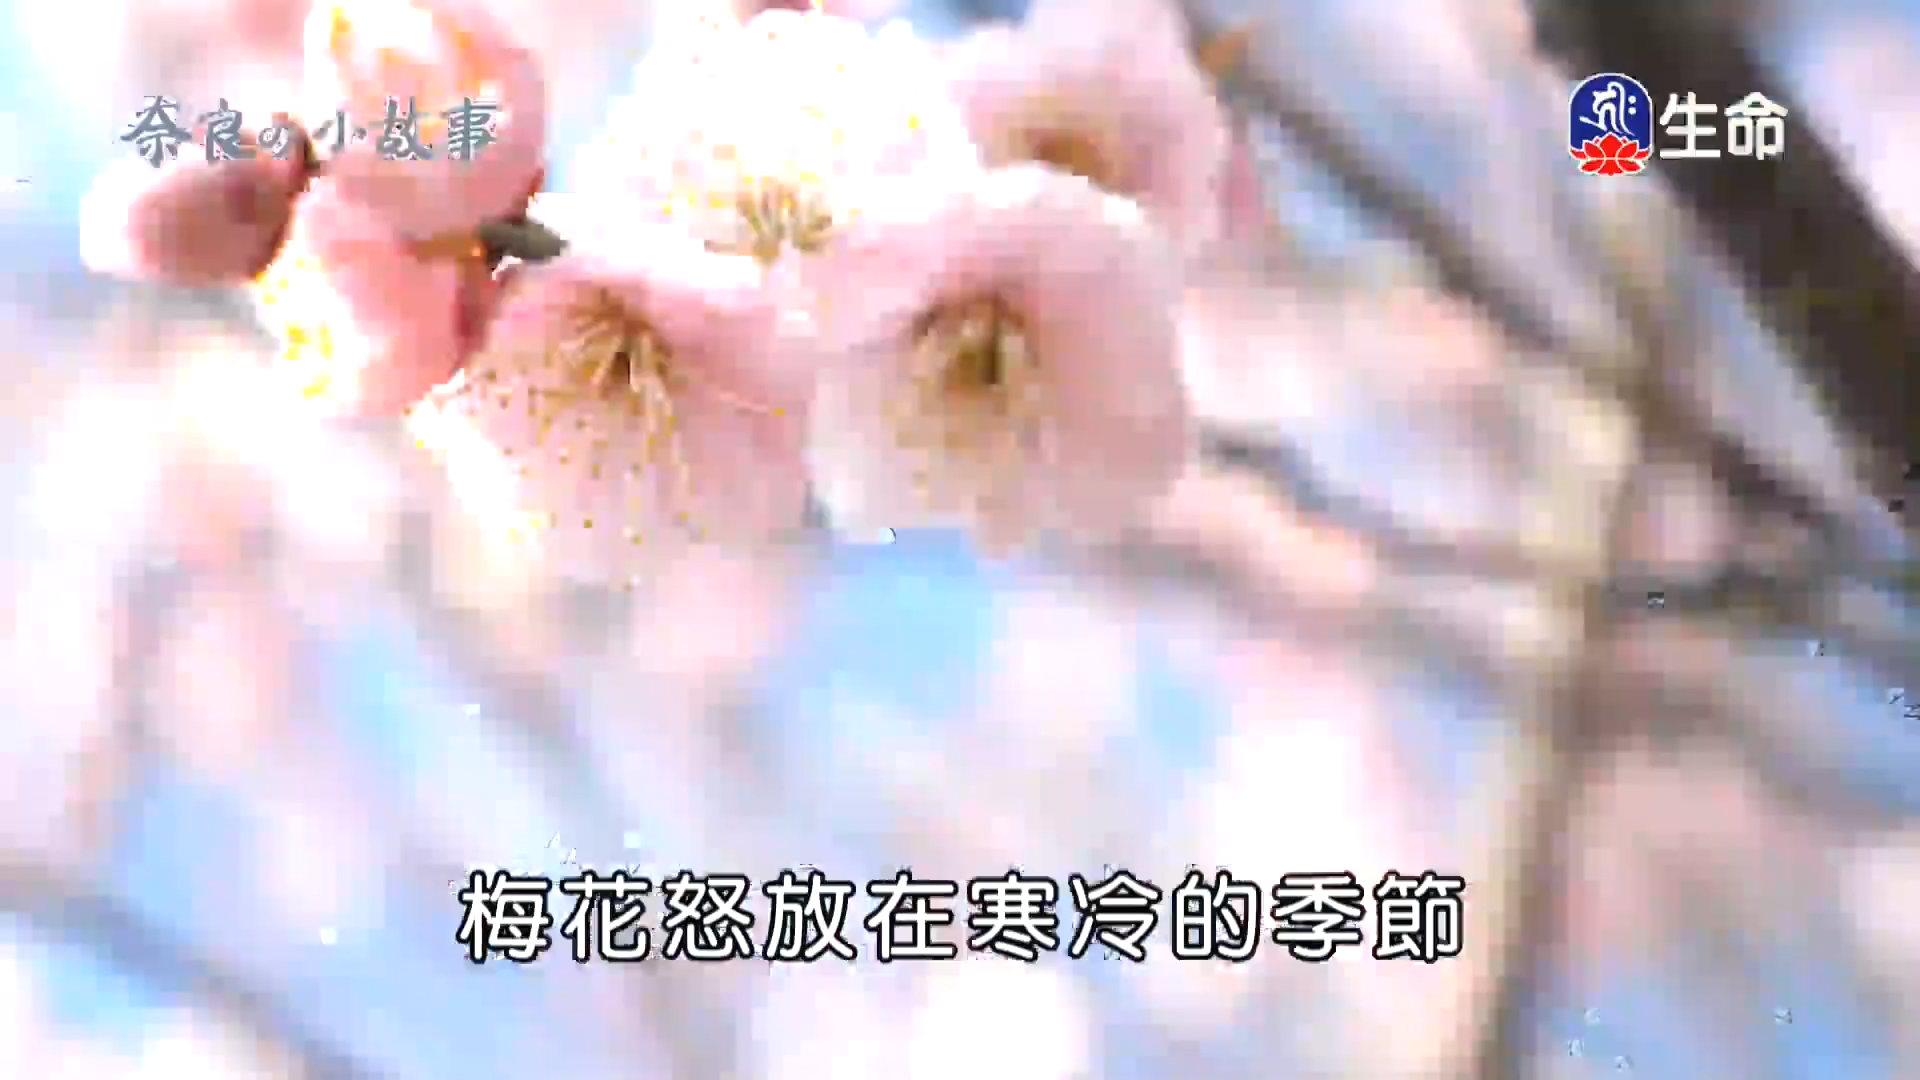 奈良の小故事
生命
梅花怒放在寒冷的季節